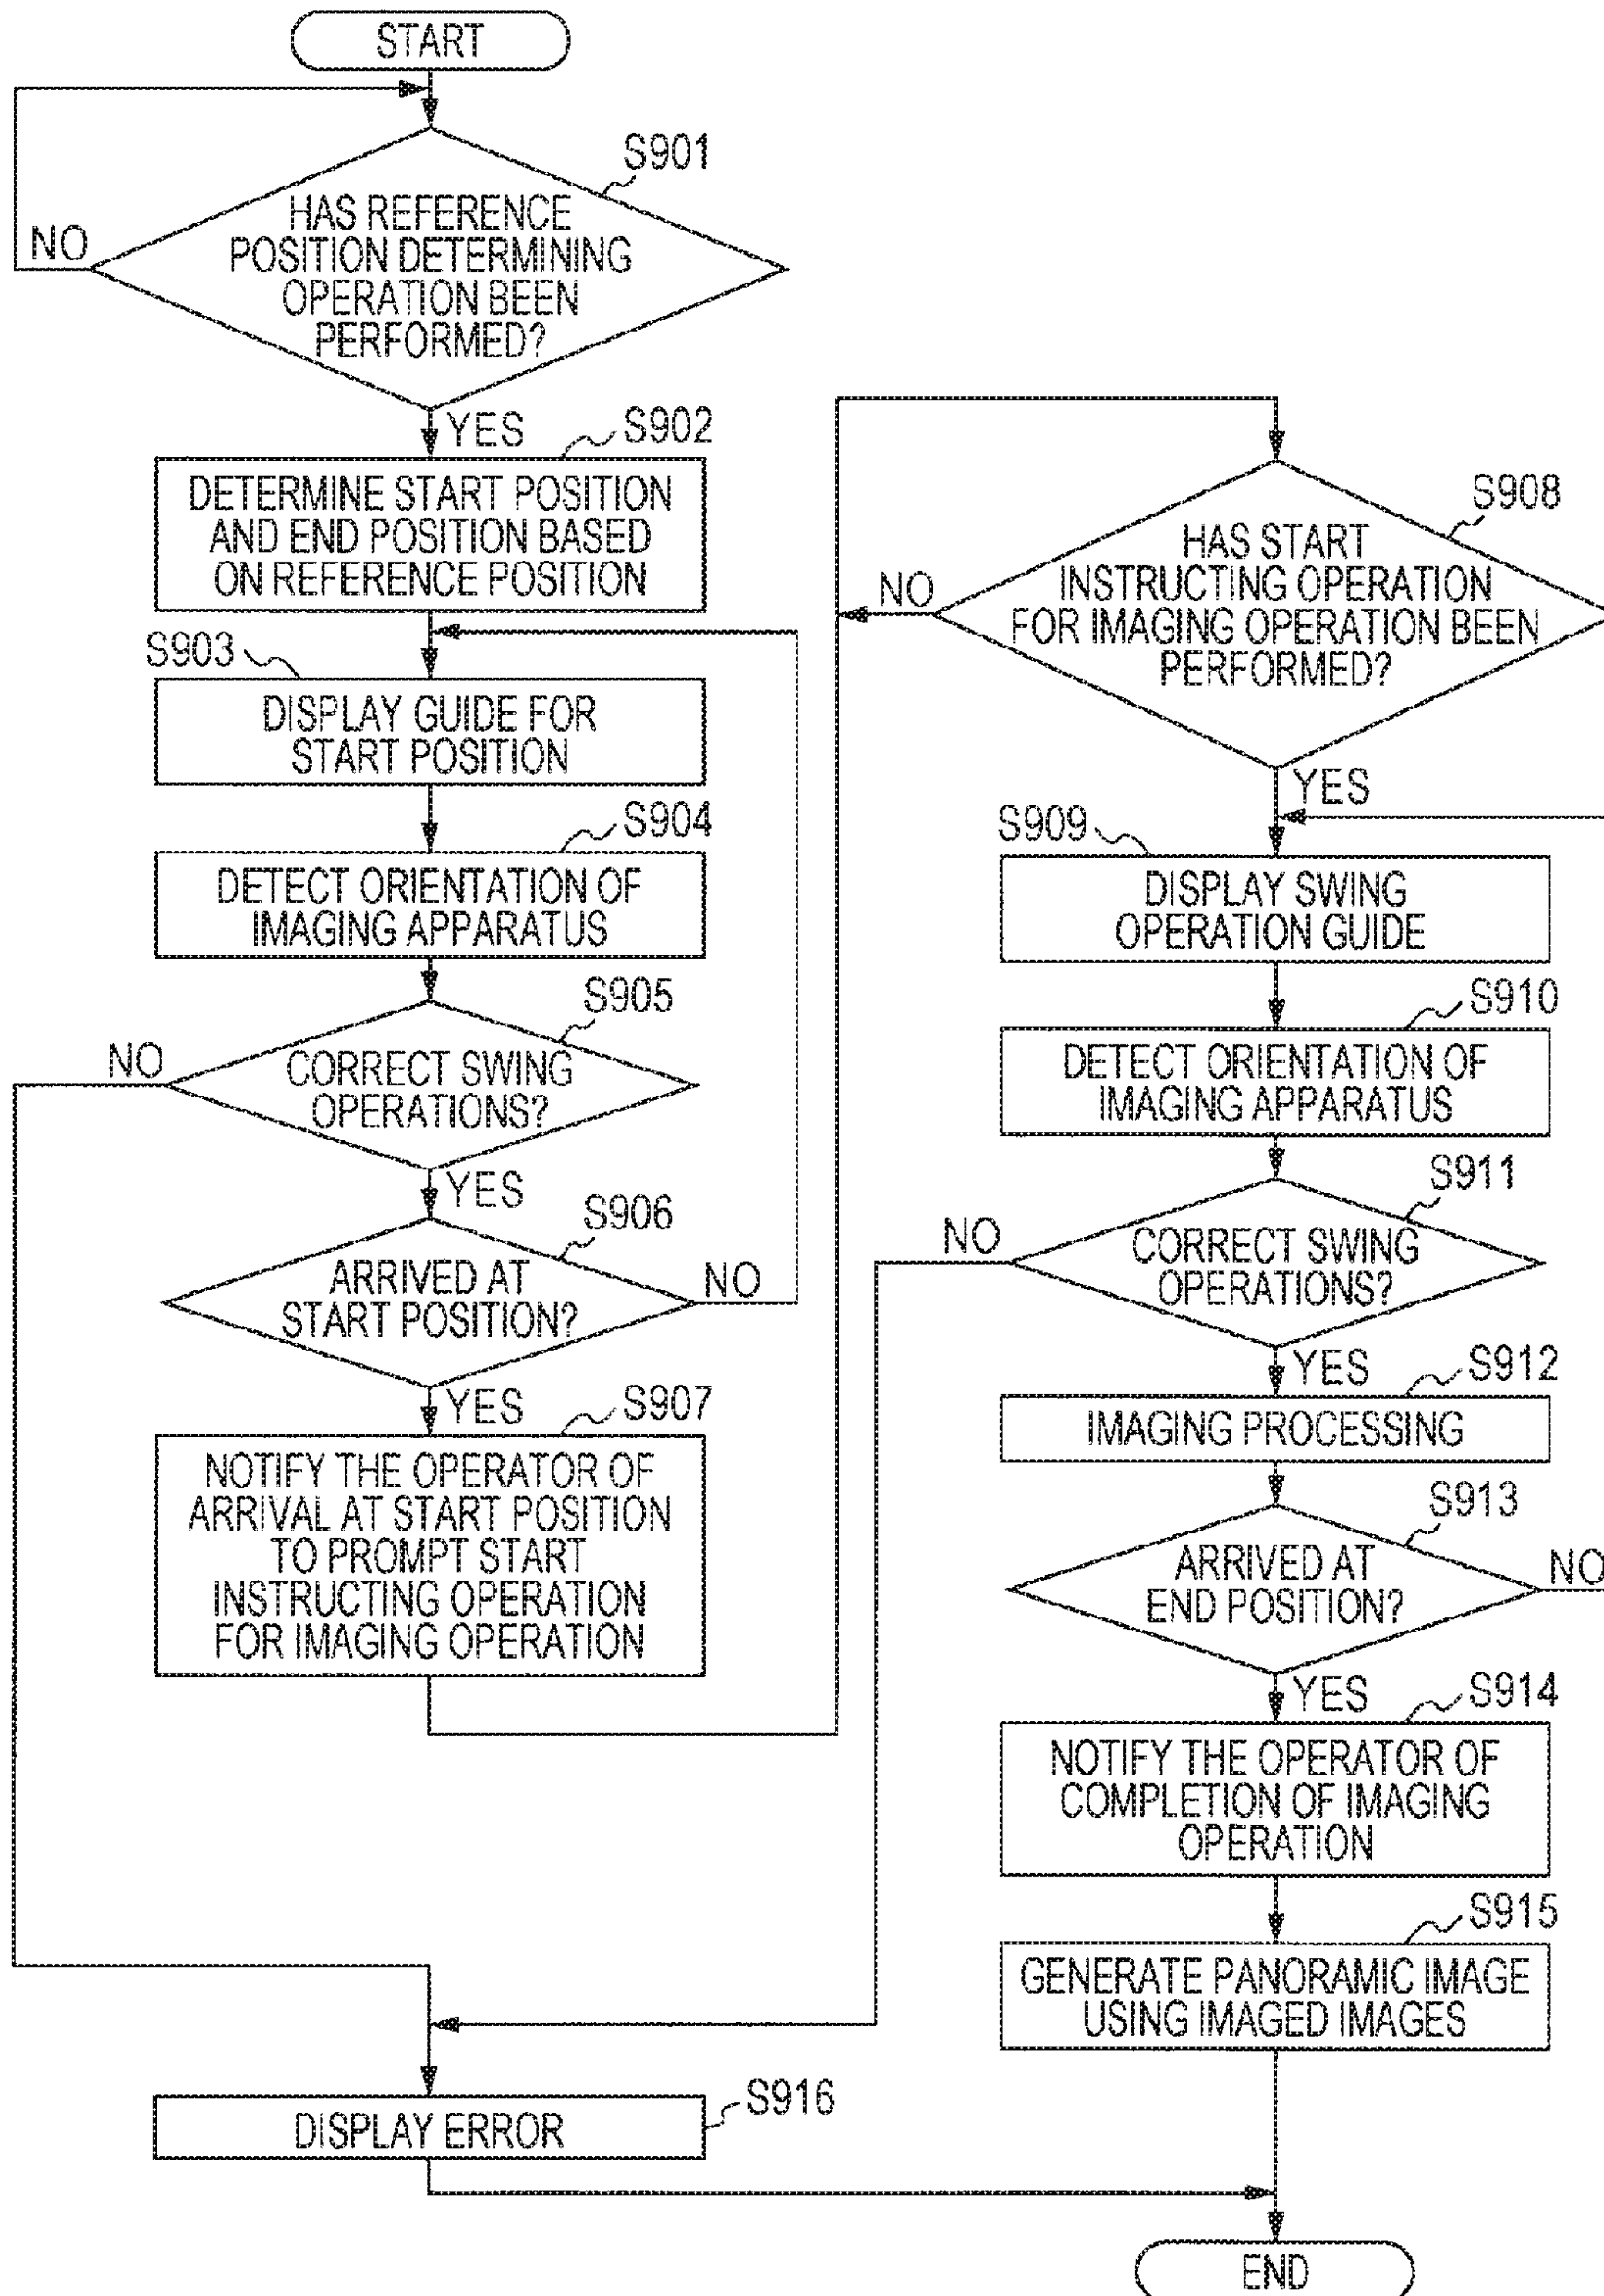 START
S901
HAS REFERENCE
POSITION DETERMINING
OPERATION BEEN
PERFORMED?
NO
YES
S902
DETERMINE START POSITION
AND END POSITION BASED
ON REFERENCE POSITION
S903
DISPLAY GUIDE FOR
START POSITION
S904
DETECT ORIENTATION OF
IMAGING APPARATUS
S905
NO
CORRECT SWING
OPERATIONS?
YES
S906
ARRIVED AT
START POSITION?
NO
YES
S907
NOTIFY THE OPERATOR OF
ARRIVAL AT START POSITION
TO PROMPT START
INSTRUCTING OPERATION
FOR IMAGING OPERATION
S908
HAS START
INSTRUCTING OPERATION
FOR IMAGING OPERATION BEEN
PERFORMED?
NO
YES
S909
DISPLAY SWING
OPERATION GUIDE
S910
DETECT ORIENTATION OF
IMAGING APPARATUS
S911
NO
CORRECT SWING
OPERATIONS?
YES
S912
IMAGING PROCESSING
S913
ARRIVED AT
END POSITION?
NO
YES
S914
NOTIFY THE OPERATOR OF
COMPLETION OF IMAGING
OPERATION
S915
GENERATE PANORAMIC IMAGE
USING IMAGED IMAGES
S916
DISPLAY ERROR
END